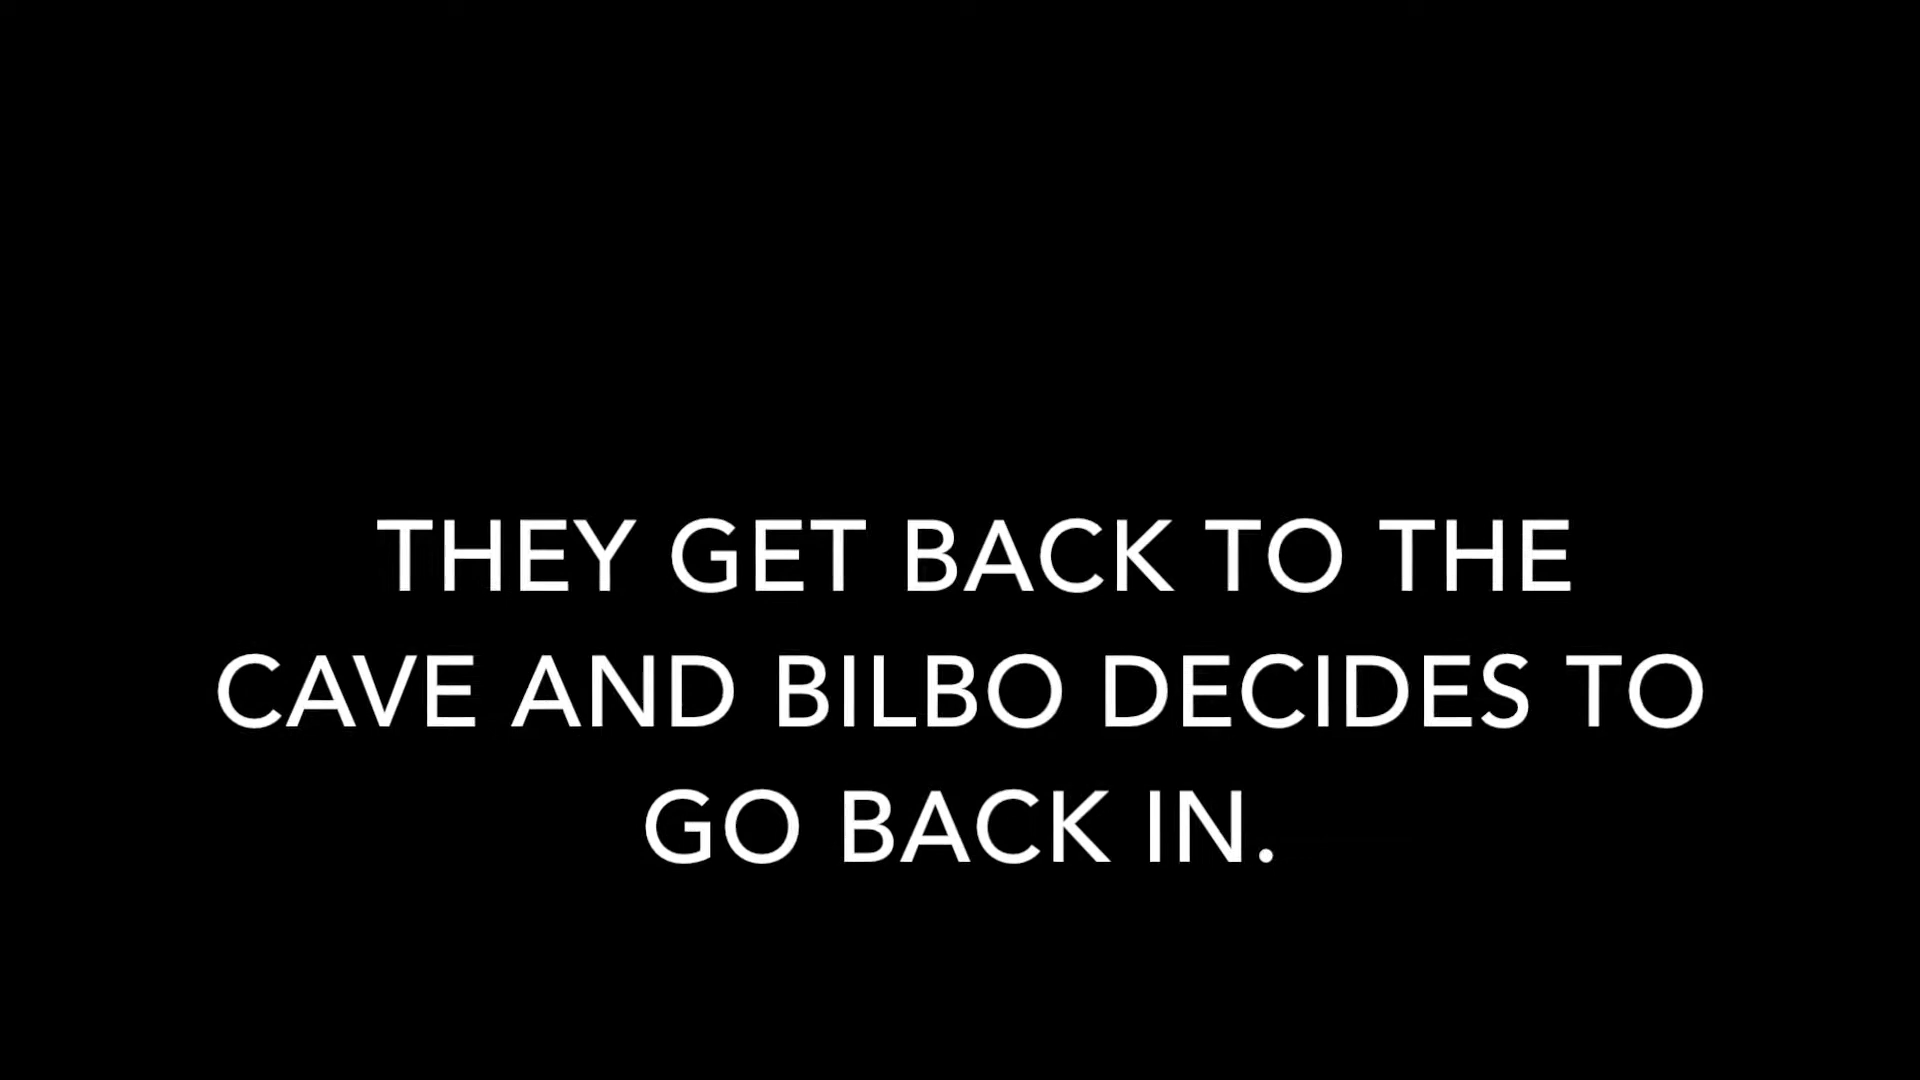 THEY GET BACK TO THE
CAVE AND BILBO DECIDES TO
GO BACK IN.